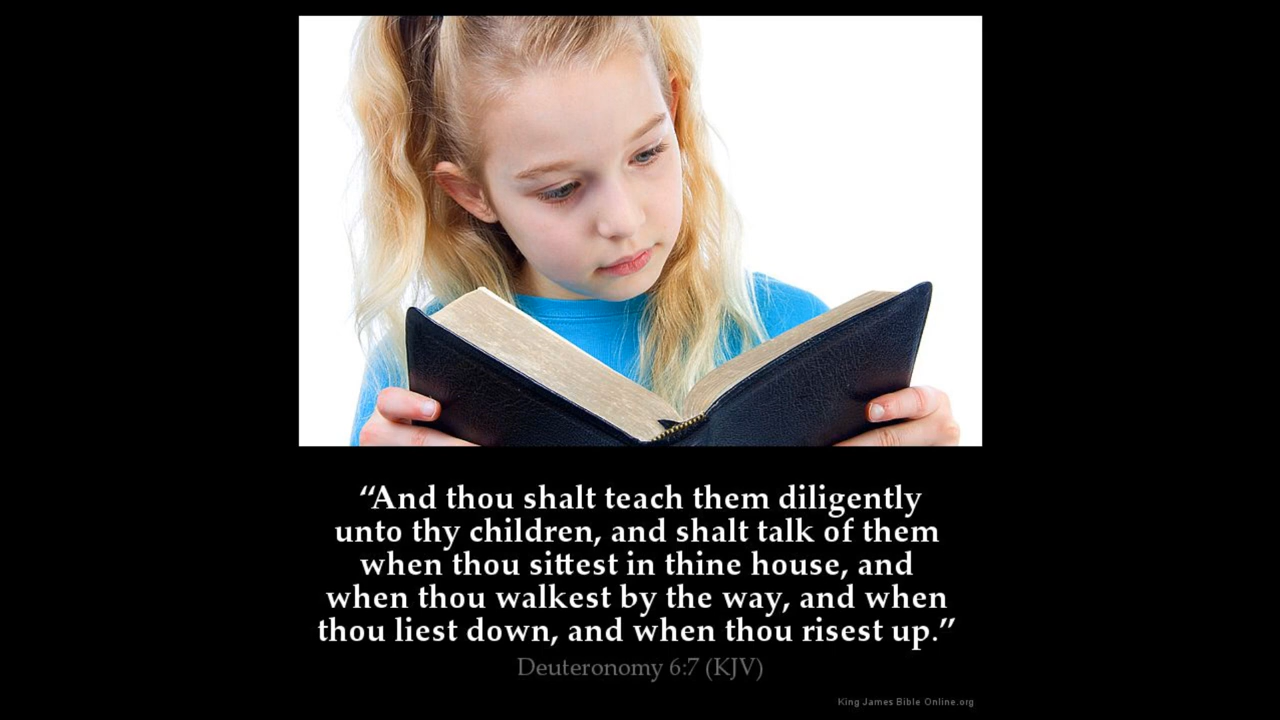 “And thou shalt teach them diligently
unto thy children, and shalt talk of them
when thou sittest in thine house, and
when thou walkest by the way, and when
thou liest down, and when thou risest up.”
Deuteronomy 6:7 (KJV)
King James Bible Online.org